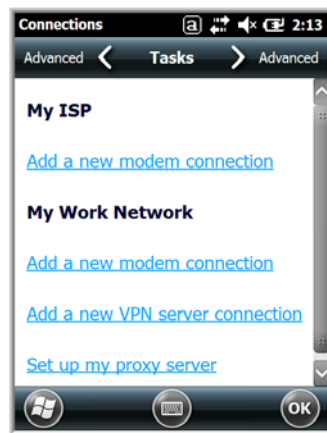 Connections a 2:13
Advanced Tasks Advanced
My ISP
Add a new modem connection
My Work Network
Add a new modem connection
Add a new VPN server connection
Set up my proxy server
OK